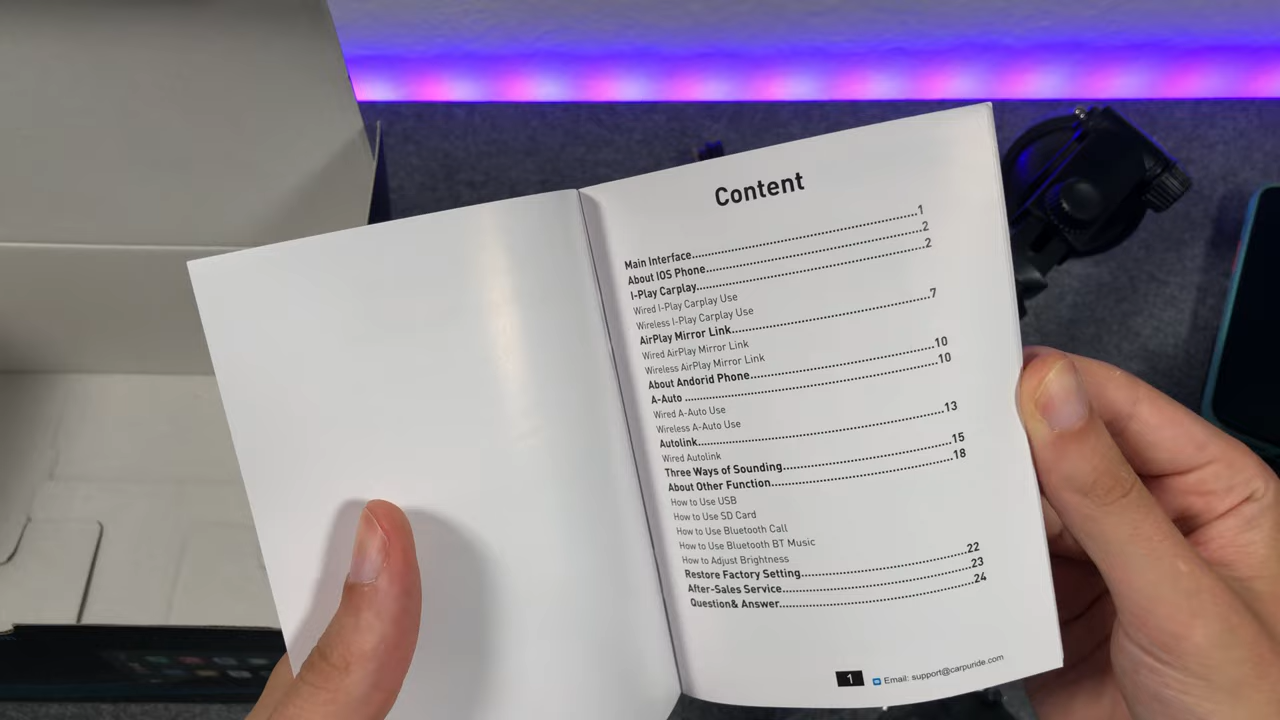 Content
Main Interface........................................1
About IOS Phone........................................2
I-Play Carplay........................................2
Wired I-Play Carplay Use
Wireless I-Play Carplay Use
AirPlay Mirror Link........................................7
Wired AirPlay Mirror Link
Wireless AirPlay Mirror Link
About Andorid Phone........................................10
A-Auto ........................................10
Wired A-Auto Use
Wireless A-Auto Use
Autolink........................................13
Wired Autolink
Three Ways of Sounding........................................15
About Other Function........................................18
How to Use USB
How to Use SD Card
How to Use Bluetooth Call
How to Use Bluetooth BT Music
How to Adjust Brightness
Restore Factory Setting........................................22
After-Sales Service........................................23
Question& Answer........................................24
1 Email: support@carpuride.com